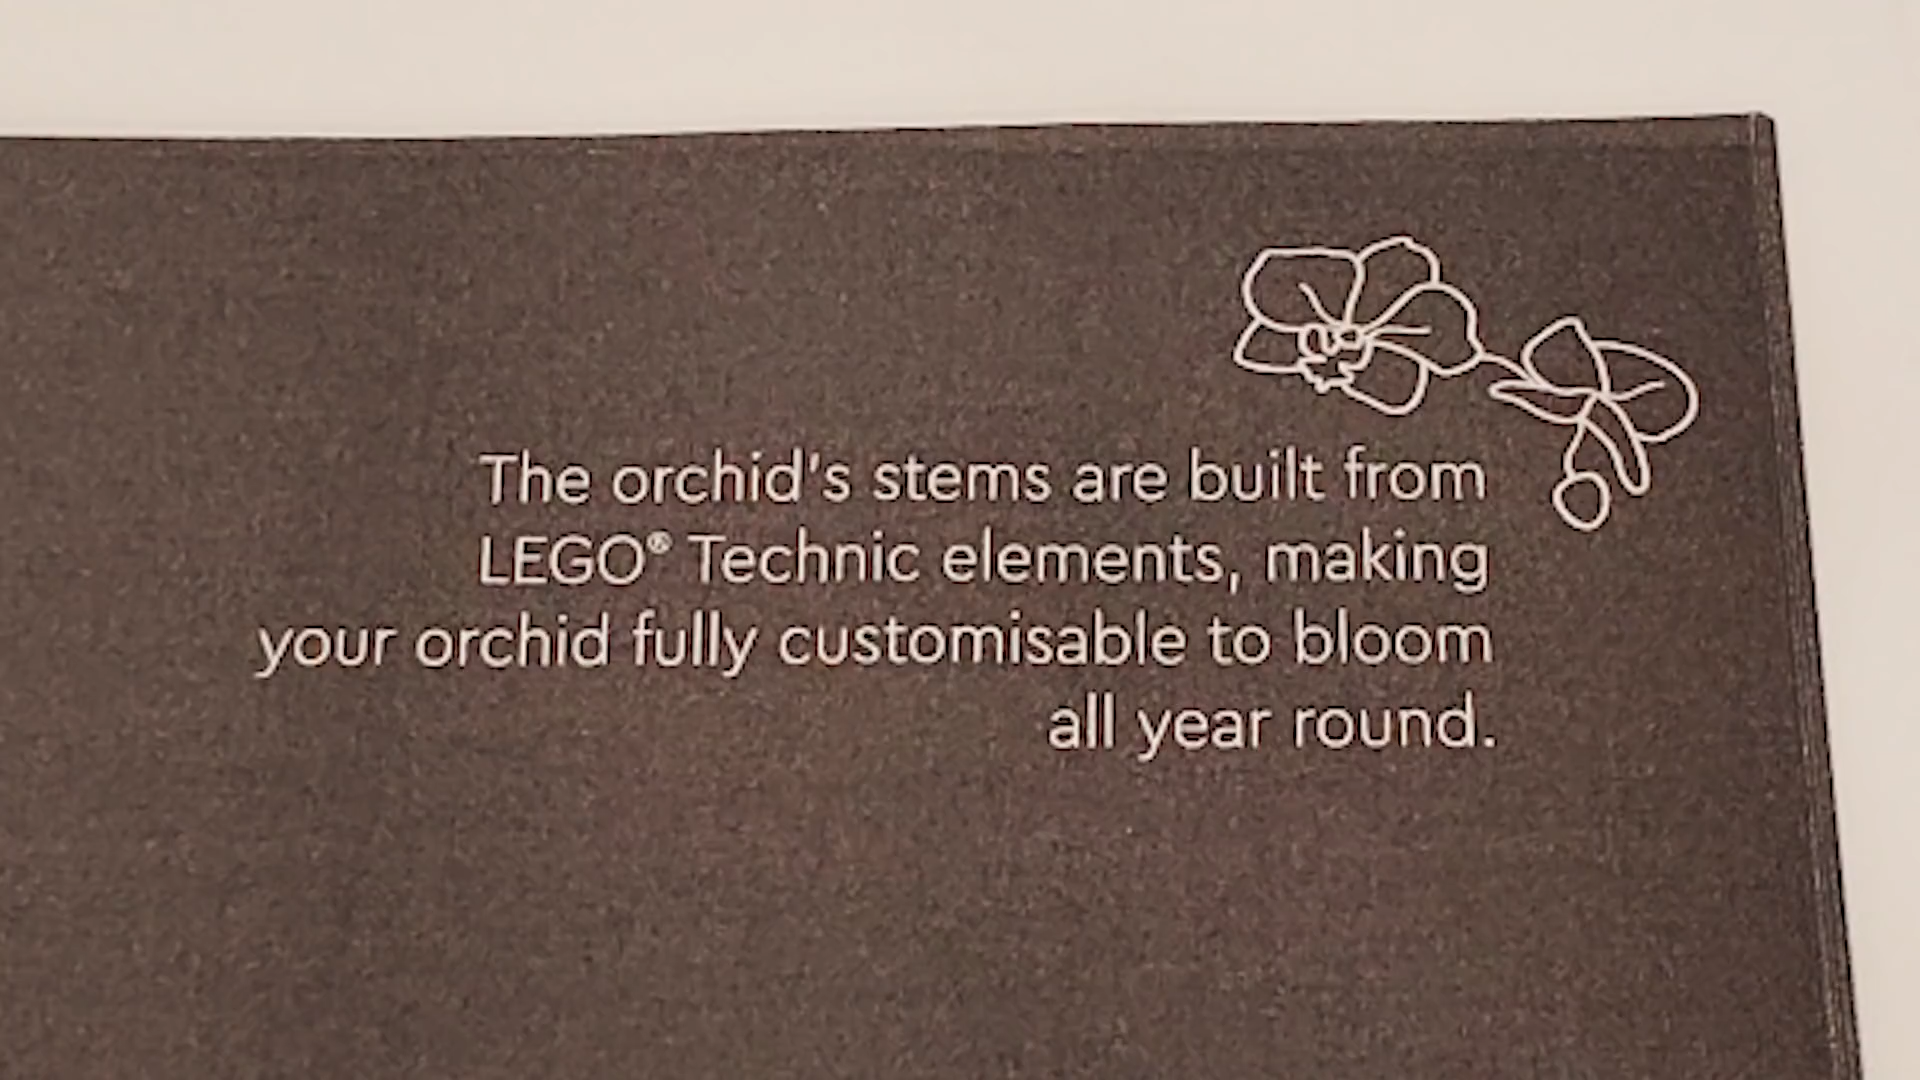 The orchid's stems are built from
LEGO® Technic elements, making
your orchid fully customisable to bloom
all year round.